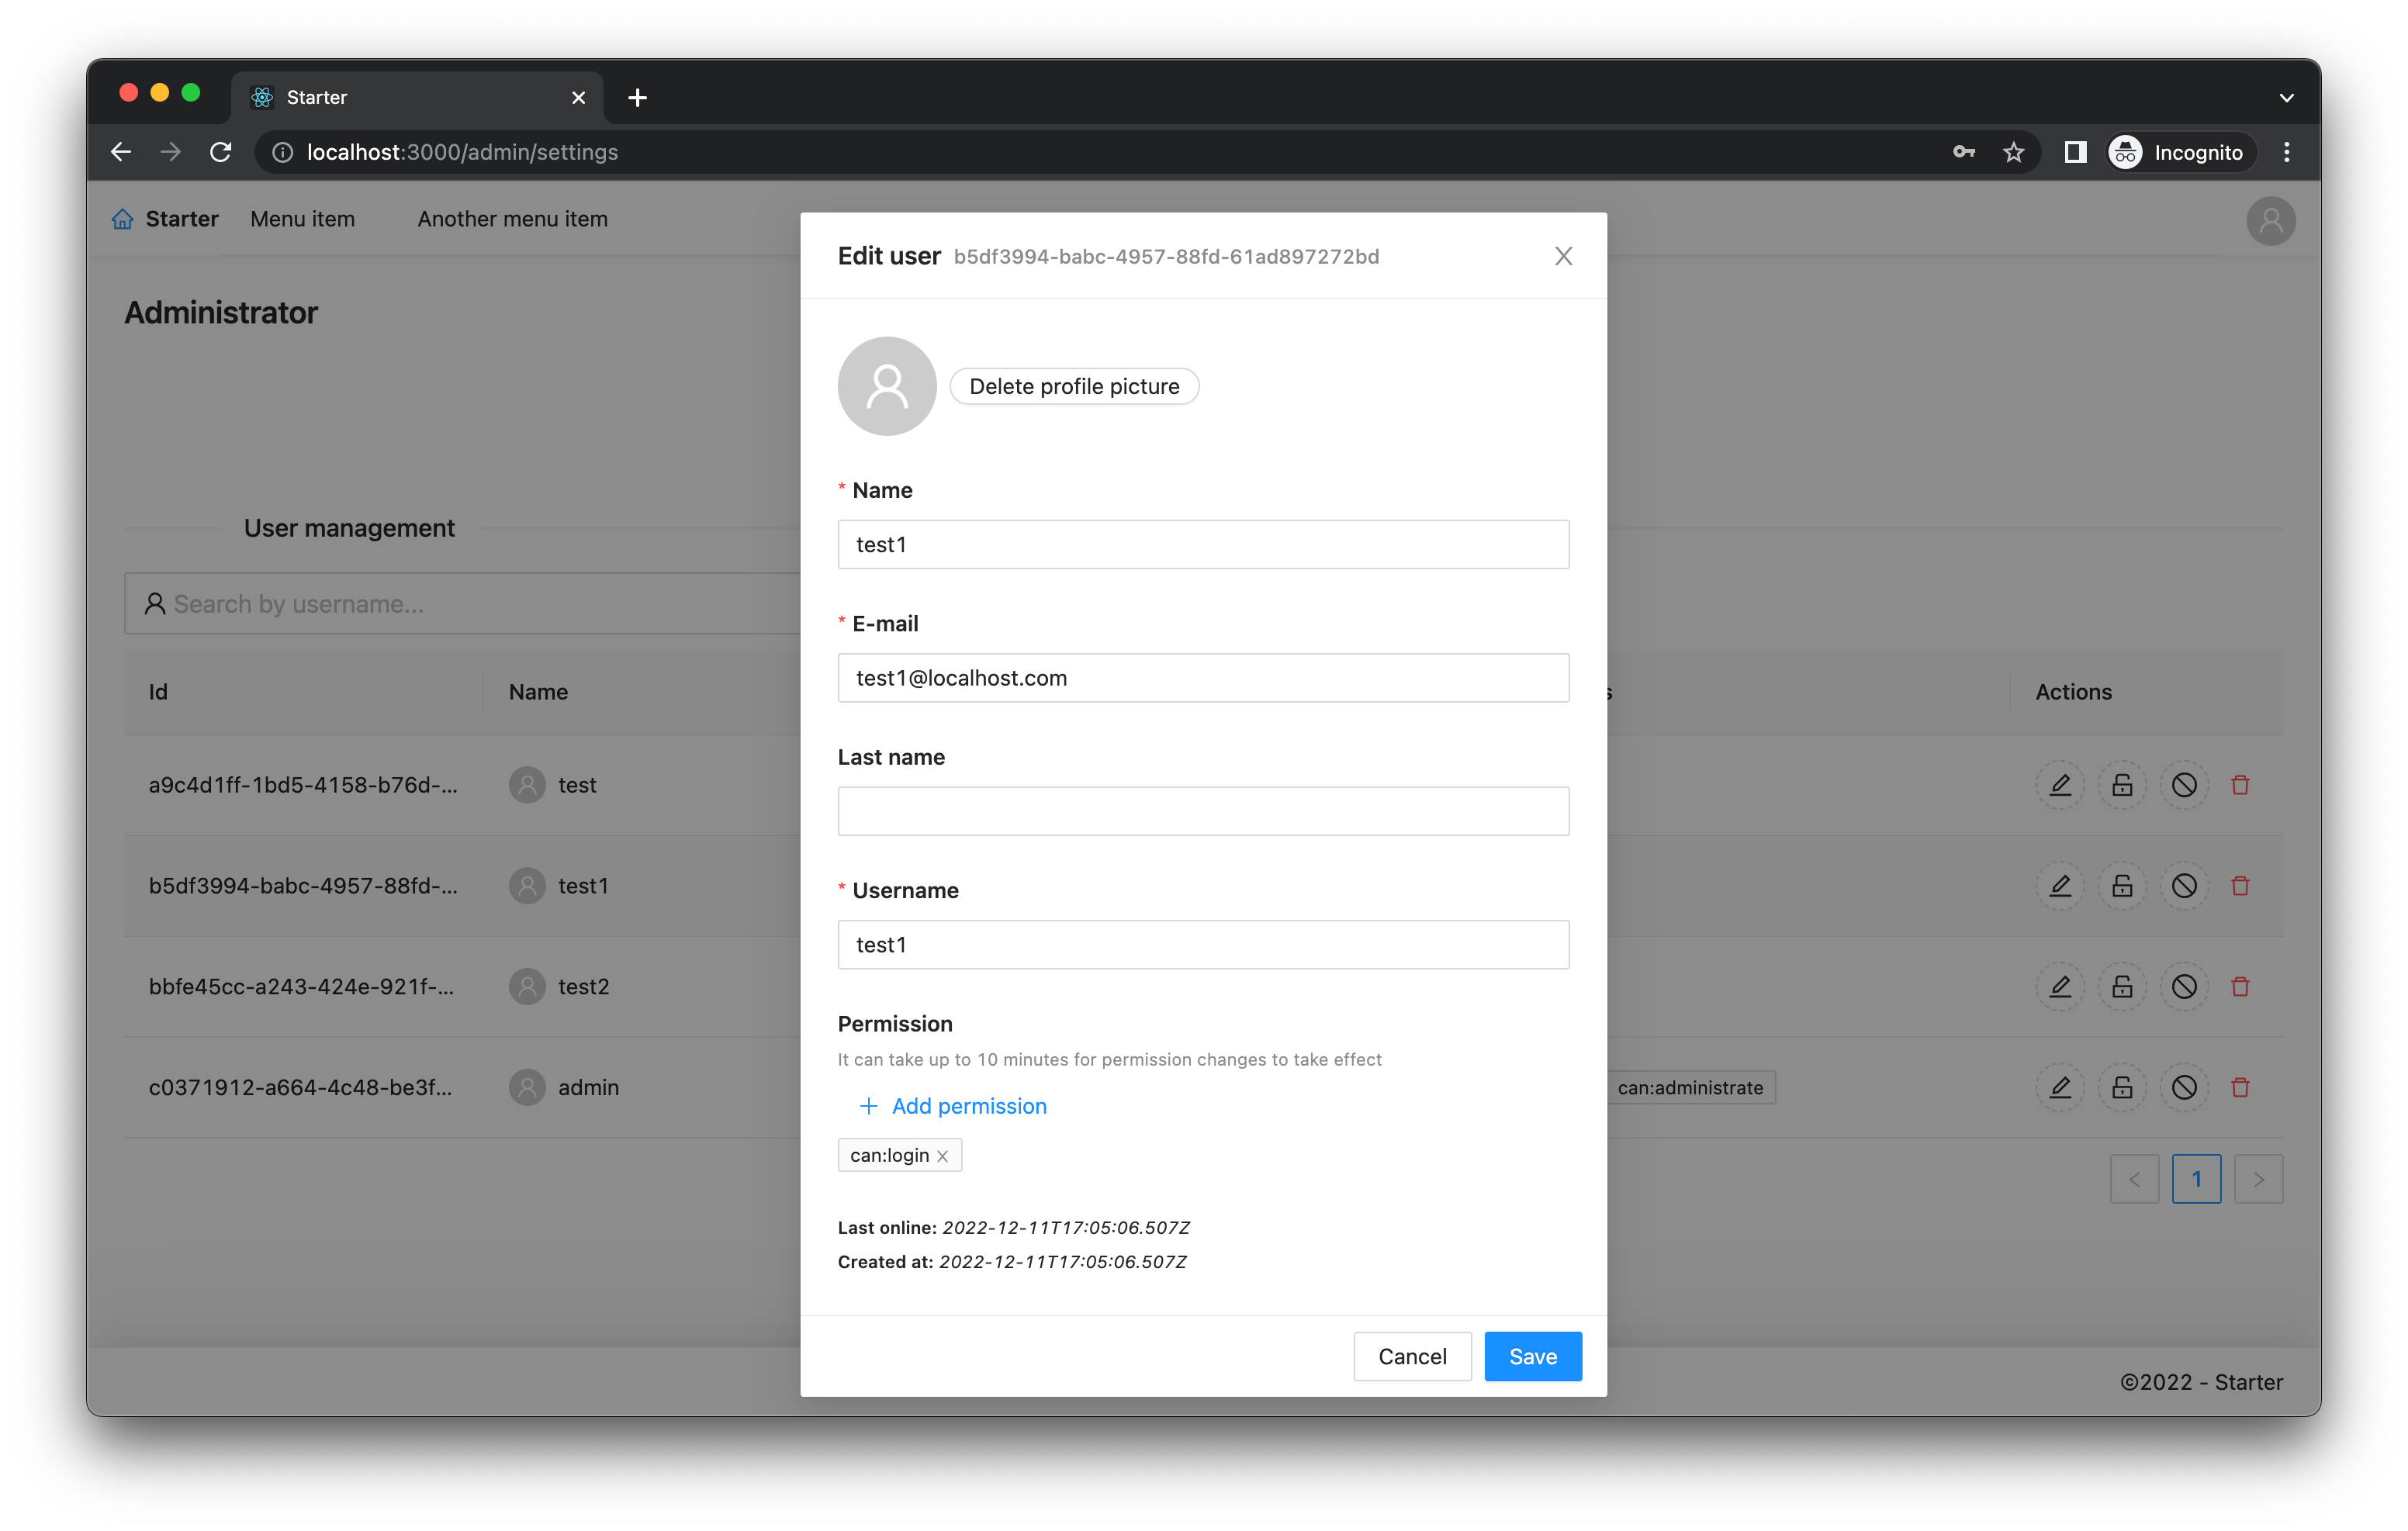 Starter
localhost:3000/admin/settings
Incognito
Starter Menu item Another menu item
Administrator
User management
Search by username...
Id Name Actions
a9c4d1ff-1bd5-4158-b76d-... test
b5df3994-babc-4957-88fd-... test1
bbfe45cc-a243-424e-921f-... test2
c0371912-a664-4c48-be3f... admin can:administrate
< 1 >
©2022 - Starter
Edit user b5df3994-babc-4957-88fd-61ad897272bd
Delete profile picture
* Name
test1
* E-mail
test1@localhost.com
Last name
* Username
test1
Permission
It can take up to 10 minutes for permission changes to take effect
+ Add permission
can:login
Last online: 2022-12-11T17:05:06.507Z
Created at: 2022-12-11T17:05:06.507Z
Cancel Save